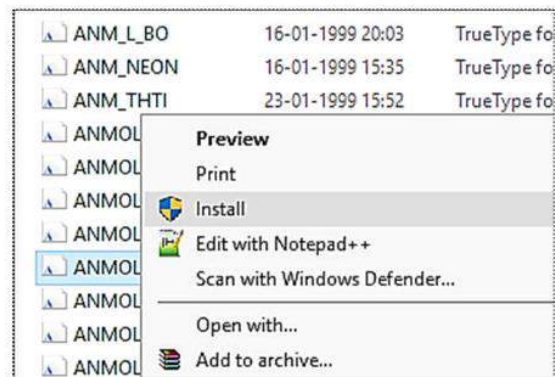 ANM_L_BO 16-01-1999 20:03 TrueType fo
ANM_NEON 16-01-1999 15:35 TrueType fo
ANM_THTI 23-01-1999 15:52 TrueType fo
ANMOL
Preview
ANMOL
Print
ANMOL
Install
ANMOL
Edit with Notepad++
ANMOL
Scan with Windows Defender...
ANMOL
ANMOL
Open with...
ANMOL
Add to archive...